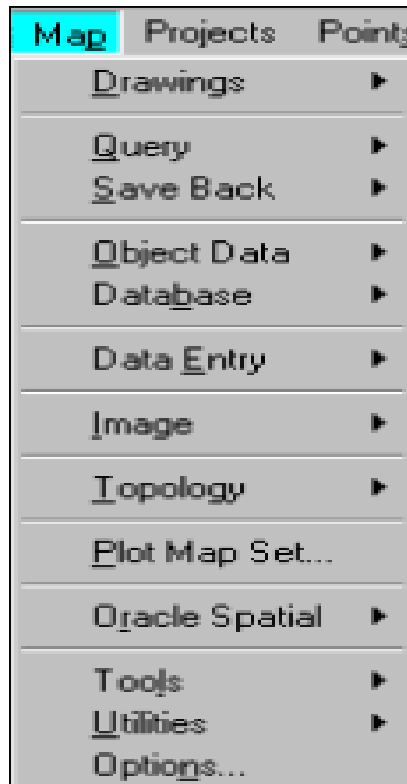 Map Projects Points
Drawings
Query
Save Back
Object Data
Database
Data Entry
Image
Topology
Plot Map Set...
Oracle Spatial
Tools
Utilities
Options...